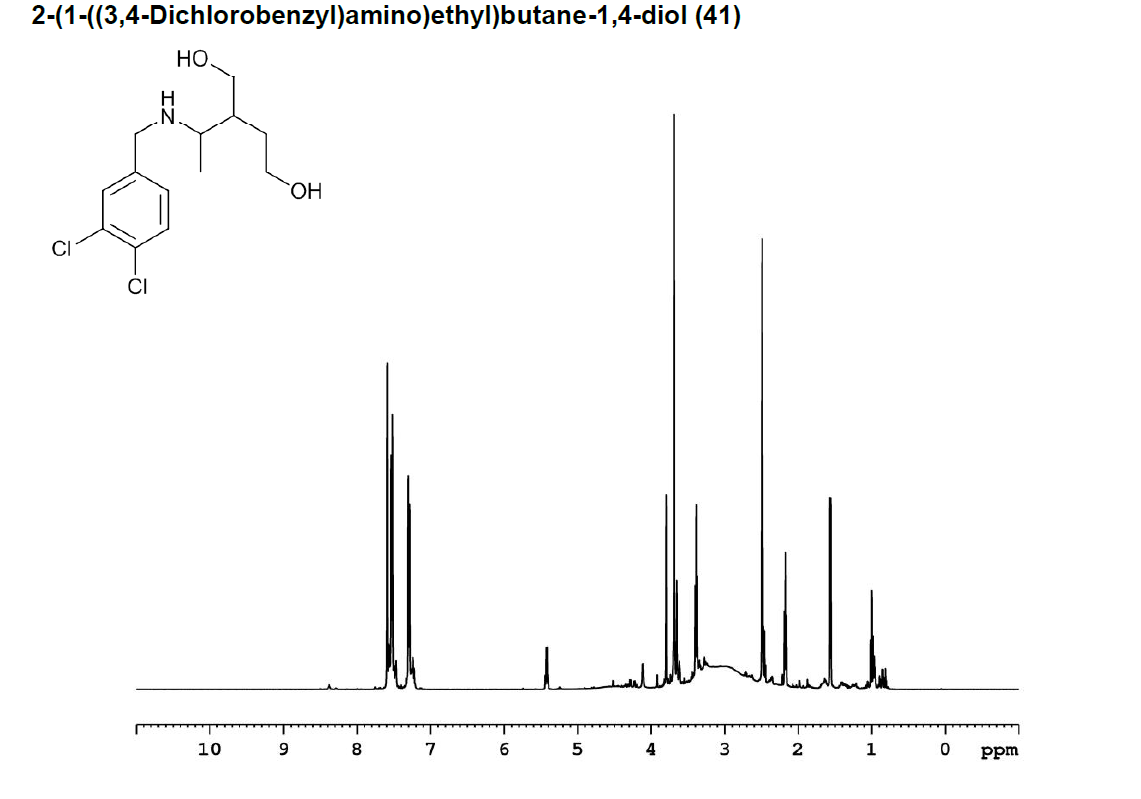 2-(1-((3,4-Dichlorobenzyl)amino)ethyl)butane-1,4-diol (41)
HO
H
N
OH
Cl
Cl
10 9 8 7 6 5 4 3 2 1 0 ppm